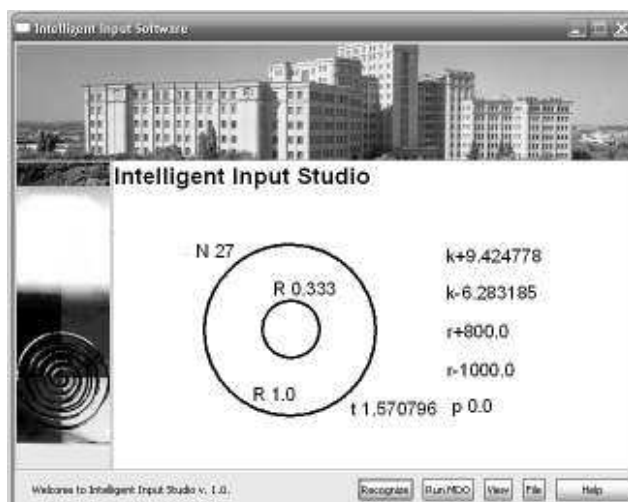 Intelligent Input Software
Intelligent Input Studio
N 27
R 0.333
R 1.0
t 1.570796
k+9.424778
k-6.283185
r+800.0
r-1000.0
p 0.0
Welcome to Intelligent Input Studio v. 1.0.
Recognize
Run MDO
View
File
Help